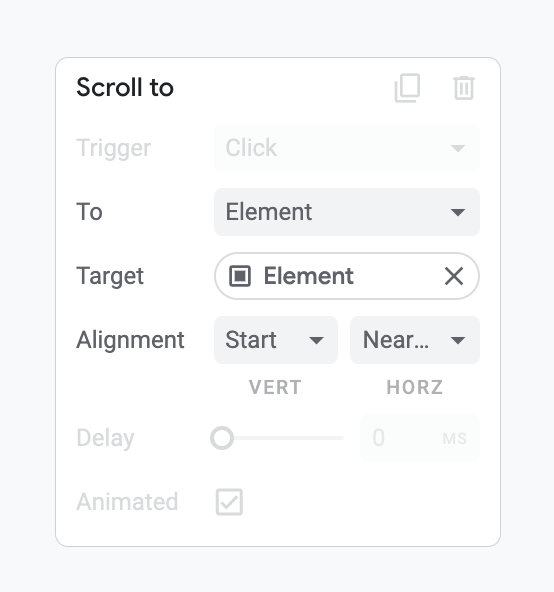 Scroll to
Trigger Click
To Element
Target Element
Alignment Start Near...
VERT HORZ
Delay 0 MS
Animated